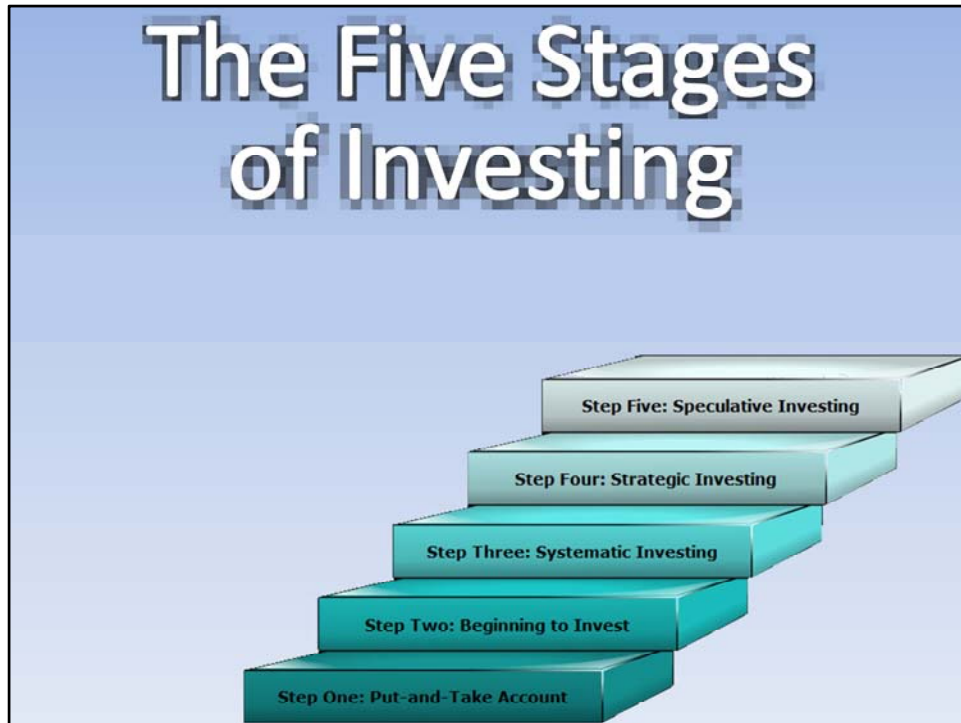 The Five Stages
of Investing
Step Five: Speculative Investing
Step Four: Strategic Investing
Step Three: Systematic Investing
Step Two: Beginning to Invest
Step One: Put-and-Take Account